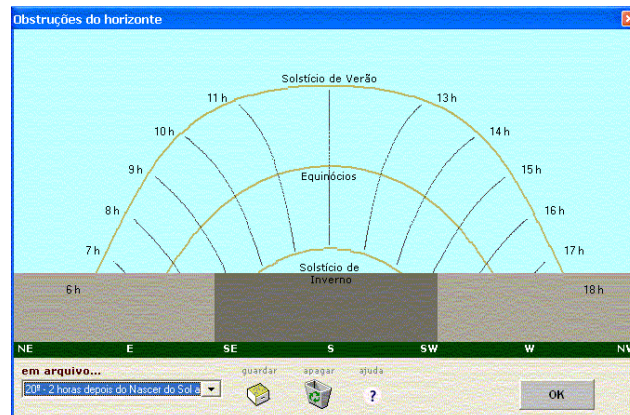 Obstruções do horizonte
Solstício de Verão
11 h
13 h
10 h
14 h
9 h
Equinócios
15 h
8 h
16 h
7 h
17 h
Solstício de
Inverno
6 h
18 h
NE E SE S SW W NW
em arquivo...
guardar apagar ajuda
20º - 2 horas depois do Nascer do Sol a
?
OK